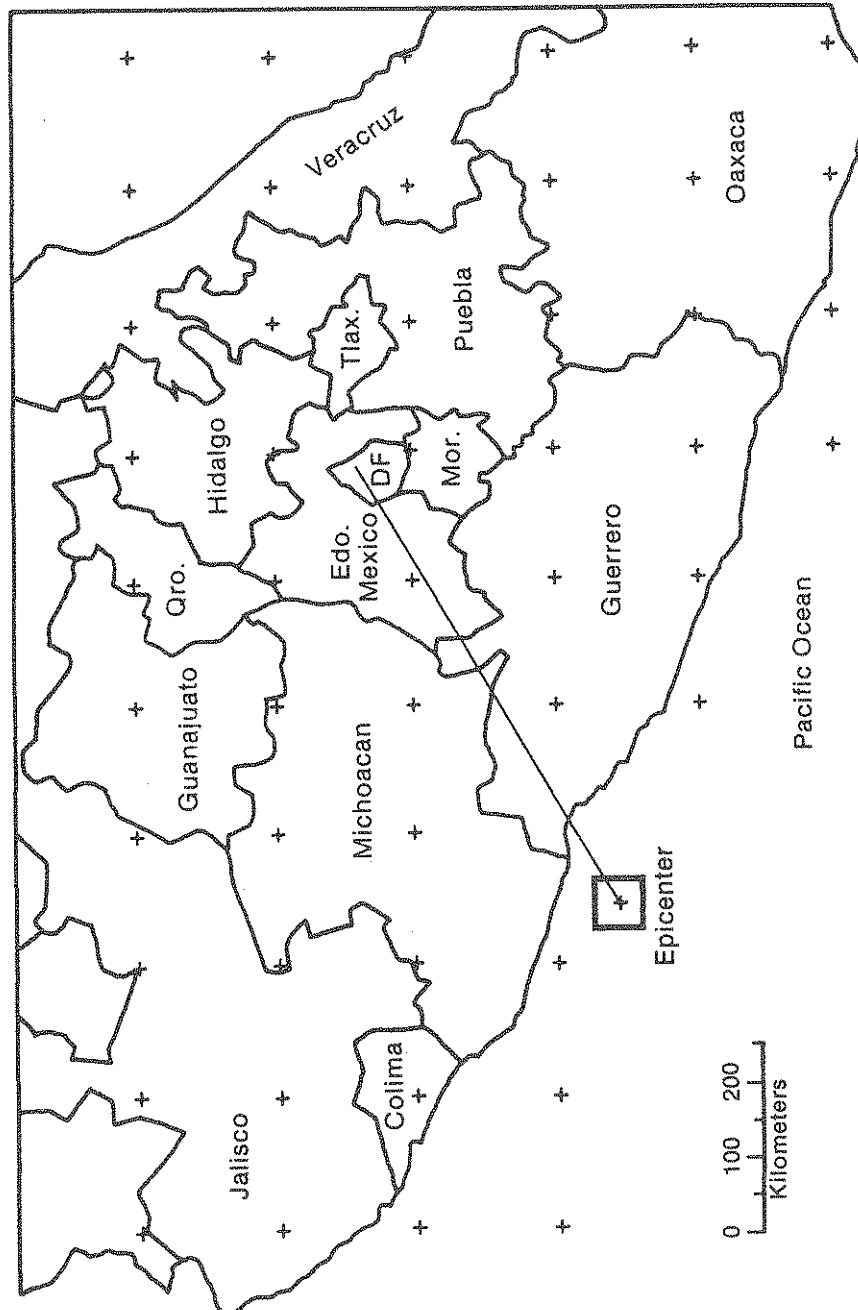 Veracruz
Hidalgo
Qro.
Guanajuato
Tlax.
Puebla
Oaxaca
DF
Mor.
Edo.
Mexico
Michoacan
Guerrero
Jalisco
Colima
Pacific Ocean
Epicenter
0 100 200
Kilometers